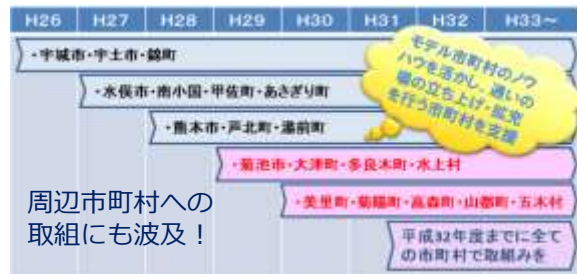 H26 H27 H28 H29 H30 H31 H32 H33～
・宇城市・宇土市・錦町
・水俣市・南小国・甲佐町・あさぎり町
・熊本市・芦北町・湯前町
モデル市町村のノウ
ハウを活かし、通いの
場の立ち上げ・拡充
を行う市町村を支援
・菊池市・大津町・多良木町・水上村
・美里町・菊陽町・高森町・山都町・五木村
周辺市町村への
取組にも波及！
平成32年度までに全て
の市町村で取組みを